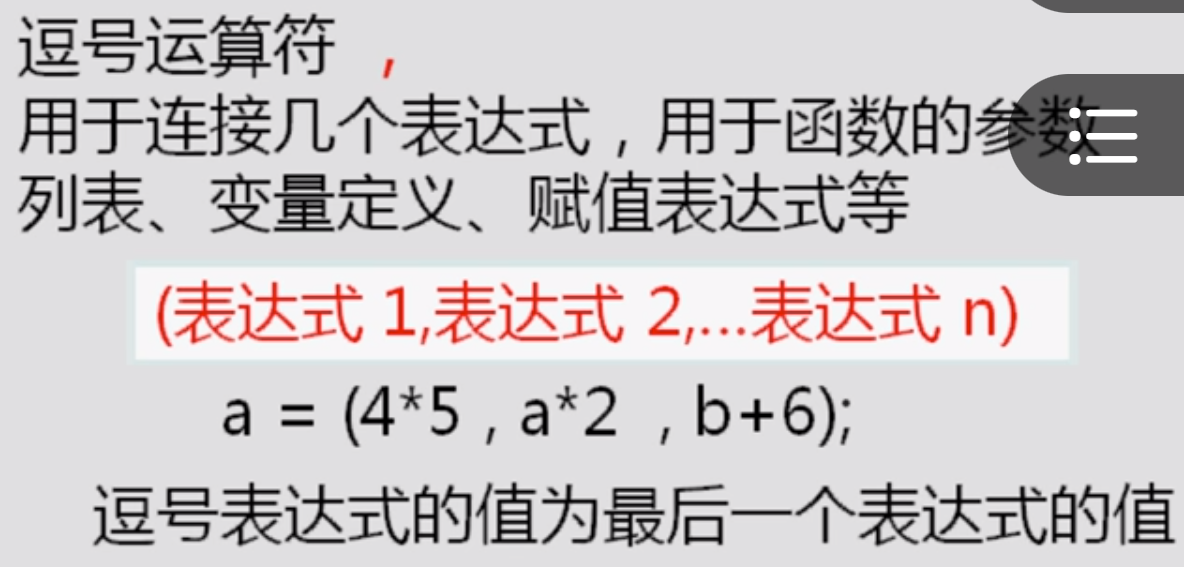 逗号运算符 ,
用于连接几个表达式，用于函数的参数
列表、变量定义、赋值表达式等
(表达式 1,表达式 2,...表达式 n)
a = (4*5 , a*2 , b+6);
逗号表达式的值为最后一个表达式的值